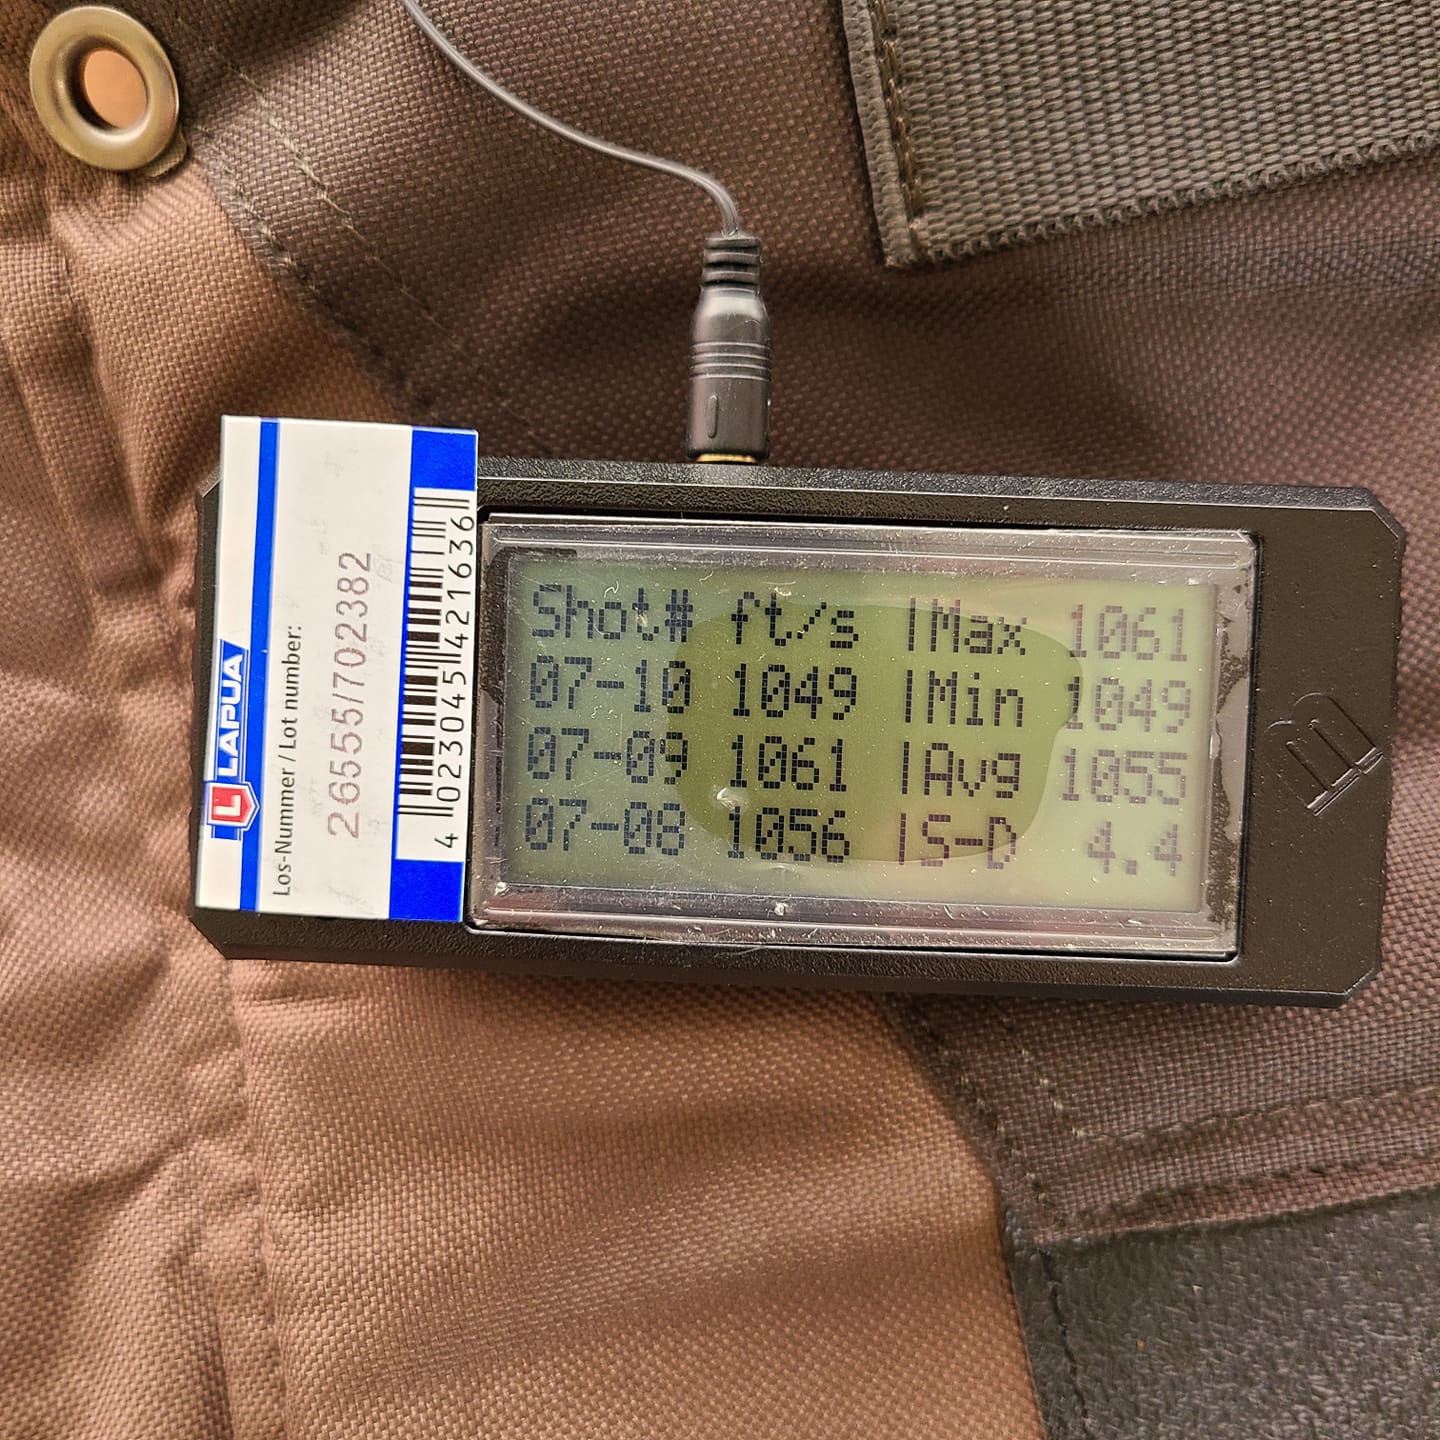 LAPUA
Los-Nummer / Lot number:
26555/702382
4 023045 421636
Shot# ft/s |Max 1061
07-10 1049 |Min 1049
07-09 1061 |Avg 1055
07-08 1056 |S-D 4.4